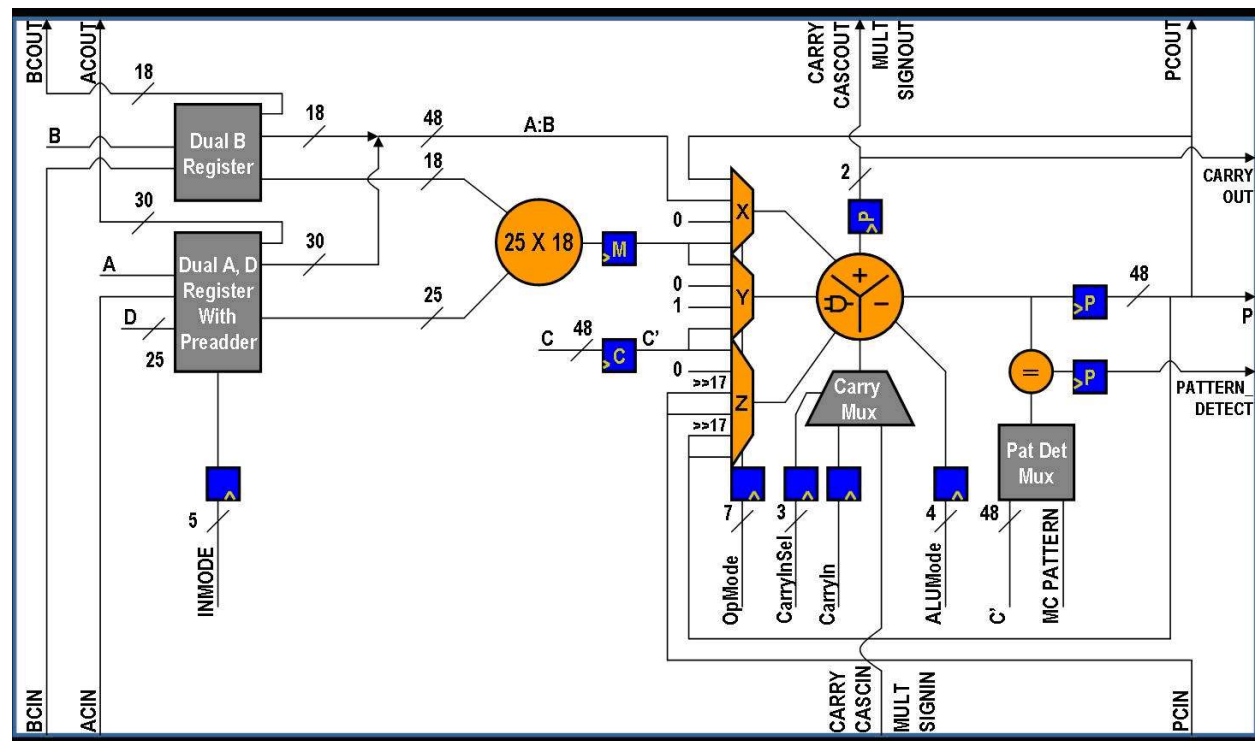 BCOUT
ACOUT
CARRY
CASCOUT
MULT
SIGNOUT
PCOUT
18
B
Dual B
Register
18
48
A:B
18
2
CARRY
OUT
30
A
D
25
Dual A, D
Register
With
Preadder
30
25
25 X 18
>M
0
X
0
1
Y
C
48
>C
C'
0
>>17
Z
>>17
>P
+
−
Carry
Mux
>P
48
P
=
>P
PATTERN_
DETECT
Pat Det
Mux
>
5
INMODE
>
7
OpMode
>
3
CarryInSel
>
CarryIn
>
4
ALUMode
48
C'
MC PATTERN
BCIN
ACIN
CARRY
CASCIN
MULT
SIGNIN
PCIN